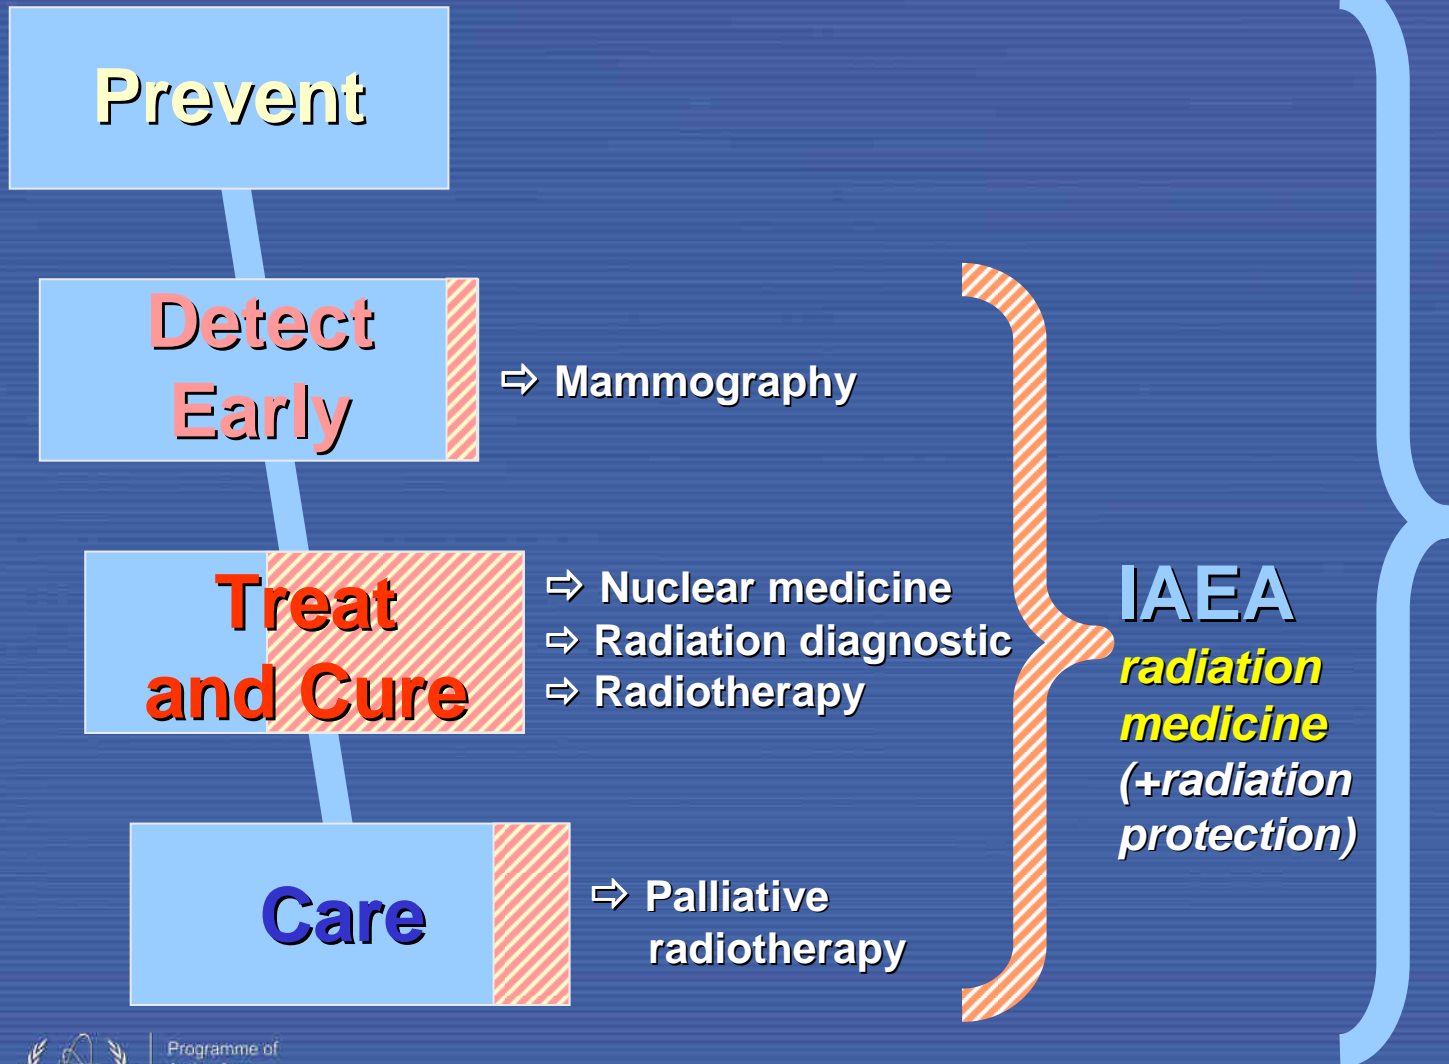 Prevent
Detect
Early
⇨ Mammography
Treat
and Cure
⇨ Nuclear medicine
⇨ Radiation diagnostic
⇨ Radiotherapy
Care
⇨ Palliative
radiotherapy
IAEA
radiation
medicine
(+radiation
protection)
Programme of